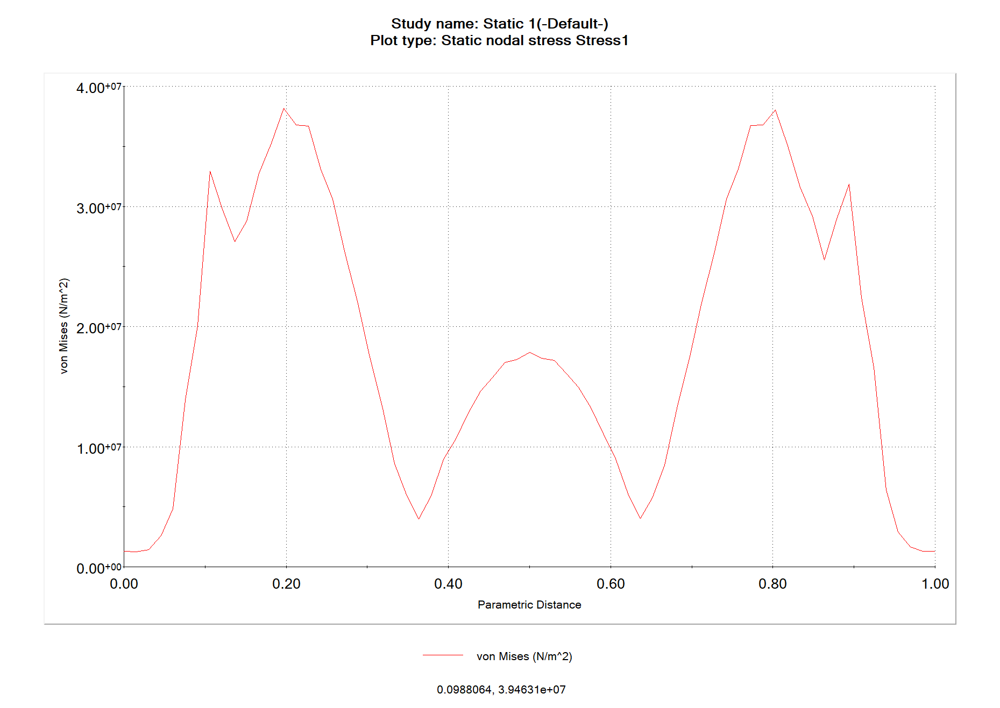 Study name: Static 1(-Default-)
Plot type: Static nodal stress Stress1
4.00+07
3.00+07
2.00+07
1.00+07
0.00+00
von Mises (N/m^2)
0.00 0.20 0.40 0.60 0.80 1.00
Parametric Distance
von Mises (N/m^2)
0.0988064, 3.94631e+07